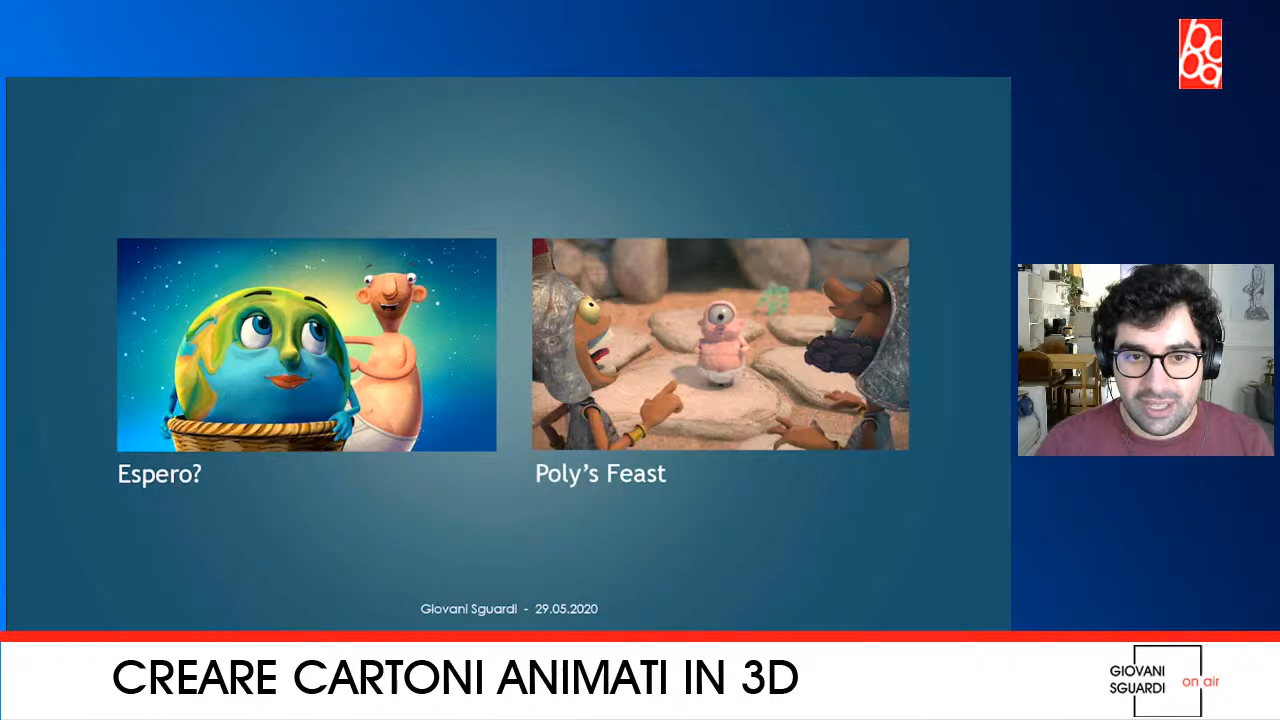 Espero?
Poly's Feast
Giovani Sguardi - 29.05.2020
CREARE CARTONI ANIMATI IN 3D
GIOVANI
SGUARDI on air